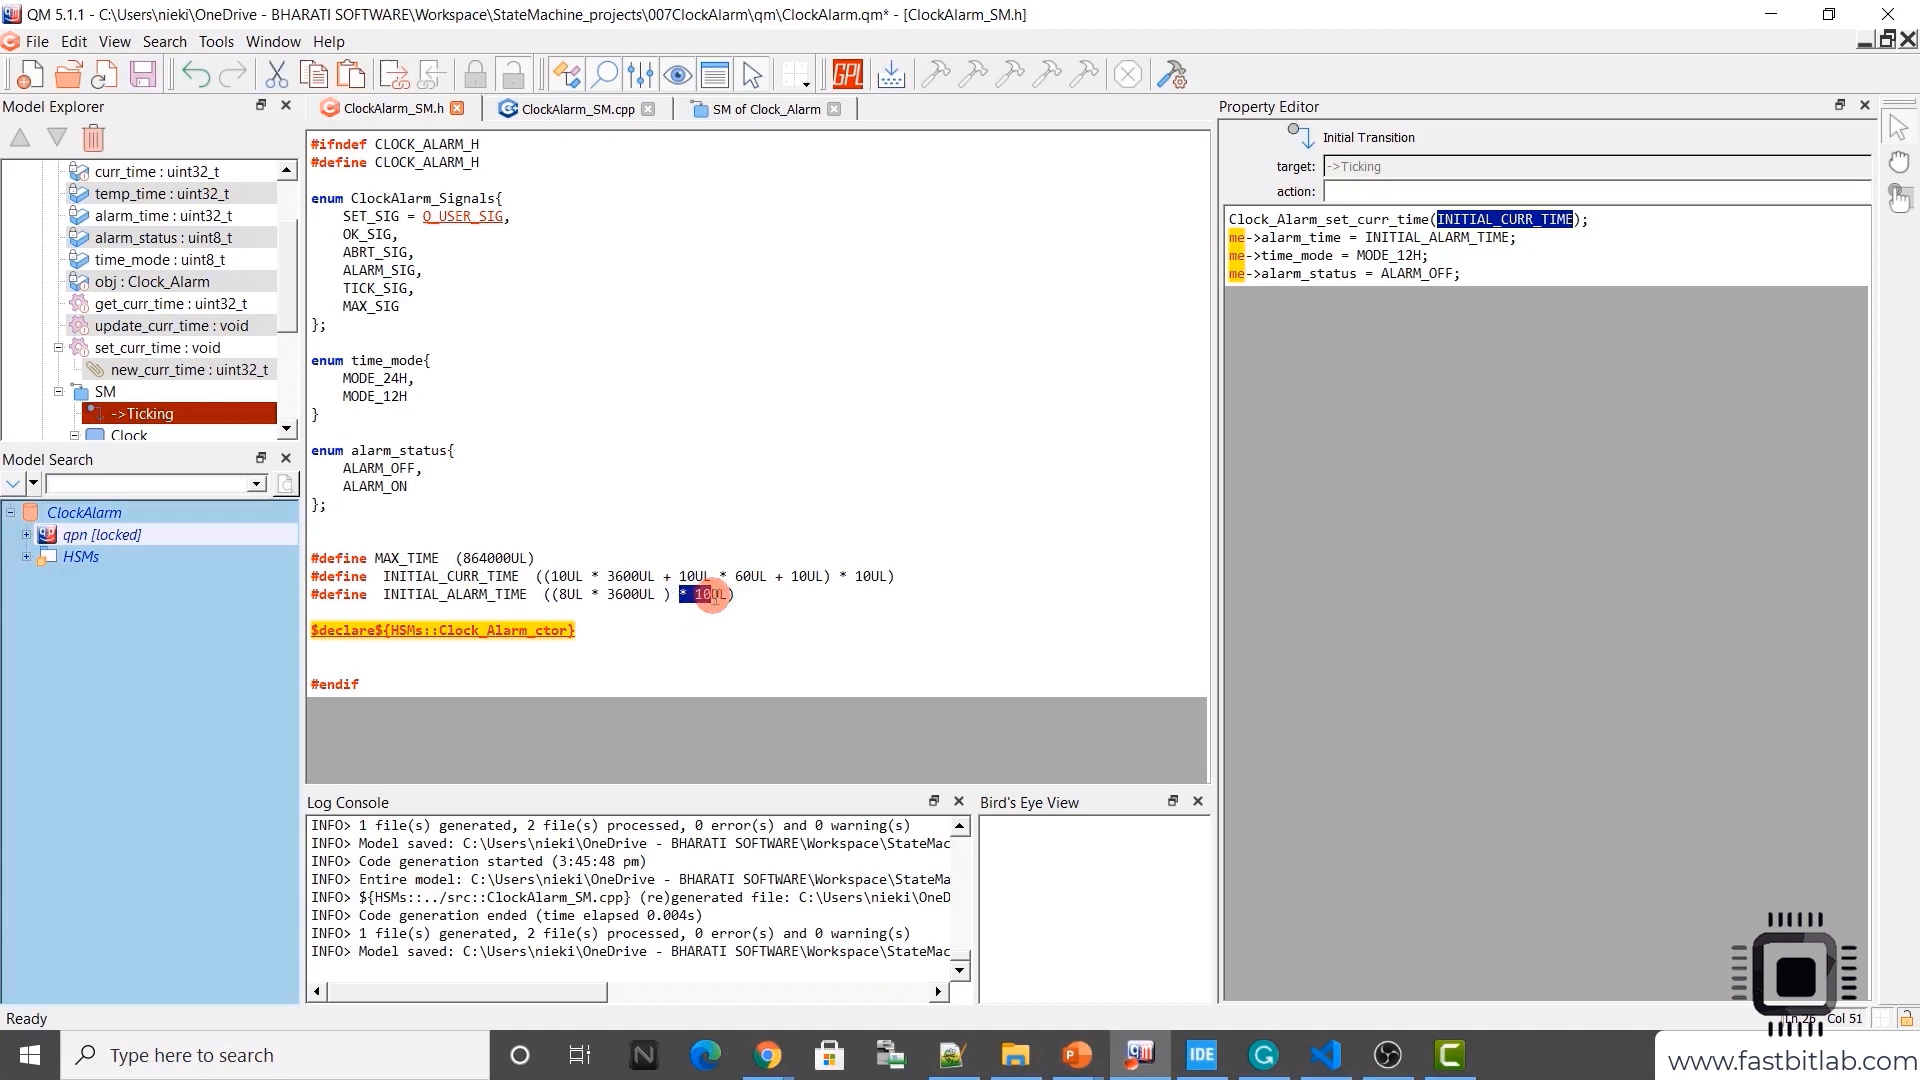 QM 5.1.1 - C:\Users\nieki\OneDrive - BHARATI SOFTWARE\Workspace\StateMachine_projects\007ClockAlarm\qm\ClockAlarm.qm* - [ClockAlarm_SM.h]
File Edit View Search Tools Window Help
GPL
Model Explorer
curr_time : uint32_t
temp_time : uint32_t
alarm_time : uint32_t
alarm_status : uint8_t
time_mode : uint8_t
obj : Clock_Alarm
get_curr_time : uint32_t
update_curr_time : void
set_curr_time : void
new_curr_time : uint32_t
SM
->Ticking
Clock
Model Search
ClockAlarm
qpn [locked]
HSMs
ClockAlarm_SM.h
ClockAlarm_SM.cpp
SM of Clock_Alarm
#ifndef CLOCK_ALARM_H
#define CLOCK_ALARM_H
enum ClockAlarm_Signals{
SET_SIG = Q_USER_SIG,
OK_SIG,
ABRT_SIG,
ALARM_SIG,
TICK_SIG,
MAX_SIG
};
enum time_mode{
MODE_24H,
MODE_12H
}
enum alarm_status{
ALARM_OFF,
ALARM_ON
};
#define MAX_TIME (864000UL)
#define INITIAL_CURR_TIME ((10UL * 3600UL + 10UL * 60UL + 10UL) * 10UL)
#define INITIAL_ALARM_TIME ((8UL * 3600UL ) * 10UL)
$declare${HSMs::Clock_Alarm_ctor}
#endif
Property Editor
Initial Transition
target: ->Ticking
action:
Clock_Alarm_set_curr_time(INITIAL_CURR_TIME);
me->alarm_time = INITIAL_ALARM_TIME;
me->time_mode = MODE_12H;
me->alarm_status = ALARM_OFF;
Log Console
INFO> 1 file(s) generated, 2 file(s) processed, 0 error(s) and 0 warning(s)
INFO> Model saved: C:\Users\nieki\OneDrive - BHARATI SOFTWARE\Workspace\StateMac
INFO> Code generation started (3:45:48 pm)
INFO> Entire model: C:\Users\nieki\OneDrive - BHARATI SOFTWARE\Workspace\StateMa
INFO> ${HSMs::../src::ClockAlarm_SM.cpp} (re)generated file: C:\Users\nieki\OneD
INFO> Code generation ended (time elapsed 0.004s)
INFO> 1 file(s) generated, 2 file(s) processed, 0 error(s) and 0 warning(s)
INFO> Model saved: C:\Users\nieki\OneDrive - BHARATI SOFTWARE\Workspace\StateMac
Bird's Eye View
Ready
Ln 26 Col 51
Type here to search
IDE
www.fastbitlab.com